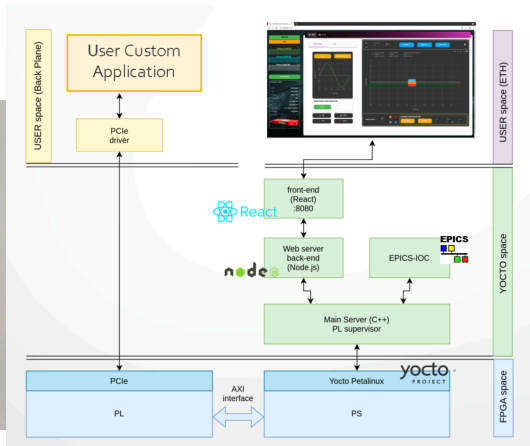 USER space (Back Plane)
User Custom
Application
PCIe
driver
USER space (ETH)
React
front-end
(React)
:8080
node
Web server
back-end
(Node.js)
EPICS-IOC
EPICS
YOCTO space
Main Server (C++)
PL supervisor
yocto
PROJECT
PCIe
PL
AXI
interface
Yocto Petalinux
PS
FPGA space